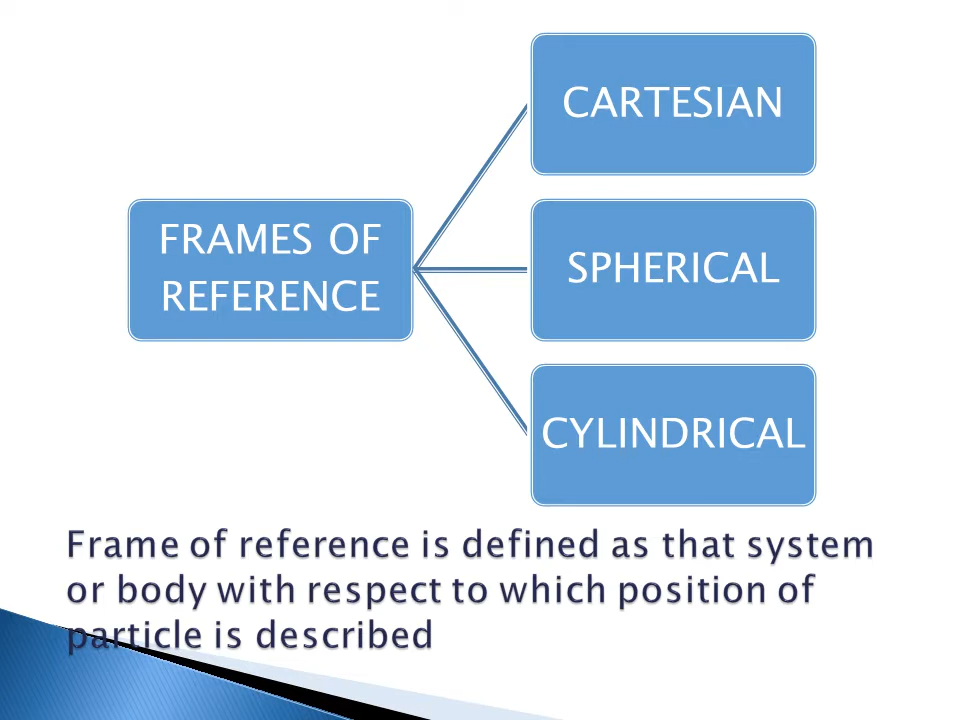 CARTESIAN
FRAMES OF
REFERENCE
SPHERICAL
CYLINDRICAL
Frame of reference is defined as that system
or body with respect to which position of
particle is described